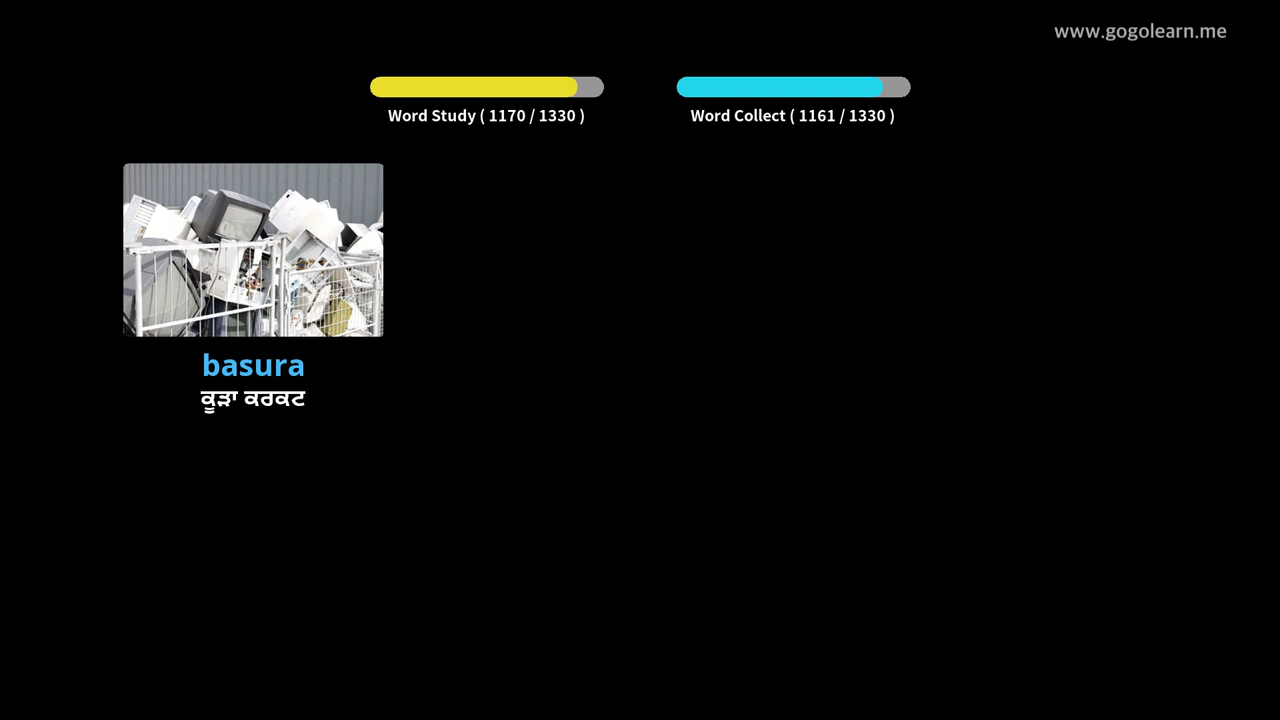 www.gogolearn.me
Word Study ( 1170 / 1330 )
Word Collect ( 1161 / 1330 )
basura
ਕੂੜਾ ਕਰਕਟ